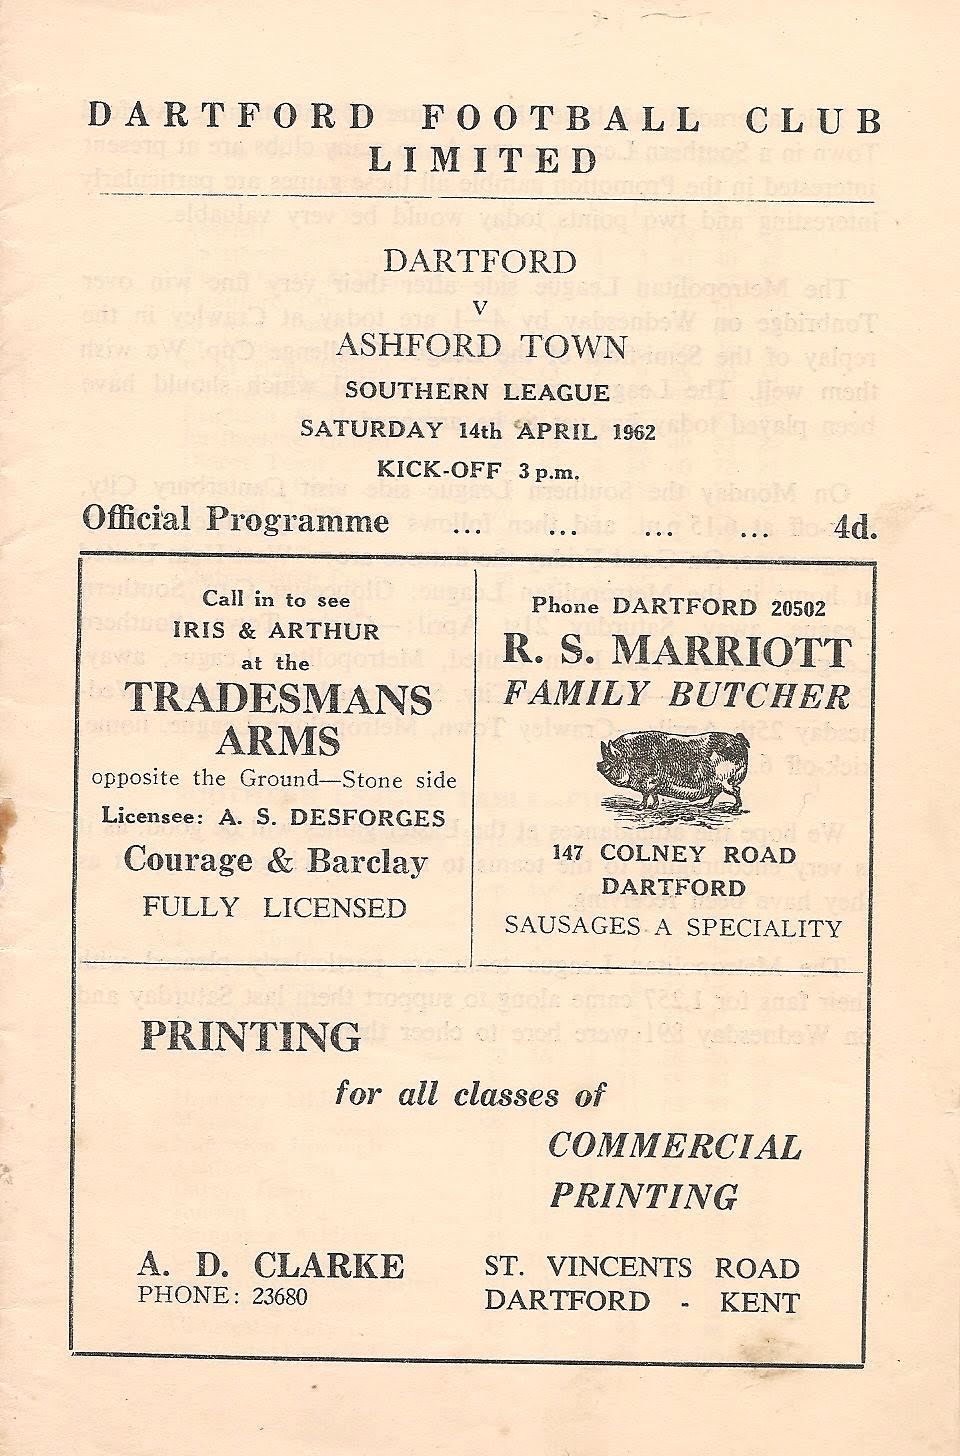 DARTFORD FOOTBALL CLUB
LIMITED
DARTFORD
v
ASHFORD TOWN
SOUTHERN LEAGUE
SATURDAY 14th APRIL 1962
KICK-OFF 3 p.m.
Official Programme ... ... ... ... 4d.
Call in to see
IRIS & ARTHUR
at the
TRADESMANS
ARMS
opposite the Ground—Stone side
Licensee: A. S. DESFORGES
Courage & Barclay
FULLY LICENSED
Phone DARTFORD 20502
R. S. MARRIOTT
FAMILY BUTCHER
147 COLNEY ROAD
DARTFORD
SAUSAGES A SPECIALITY
PRINTING
for all classes of
COMMERCIAL
PRINTING
A. D. CLARKE
PHONE: 23680
ST. VINCENTS ROAD
DARTFORD - KENT